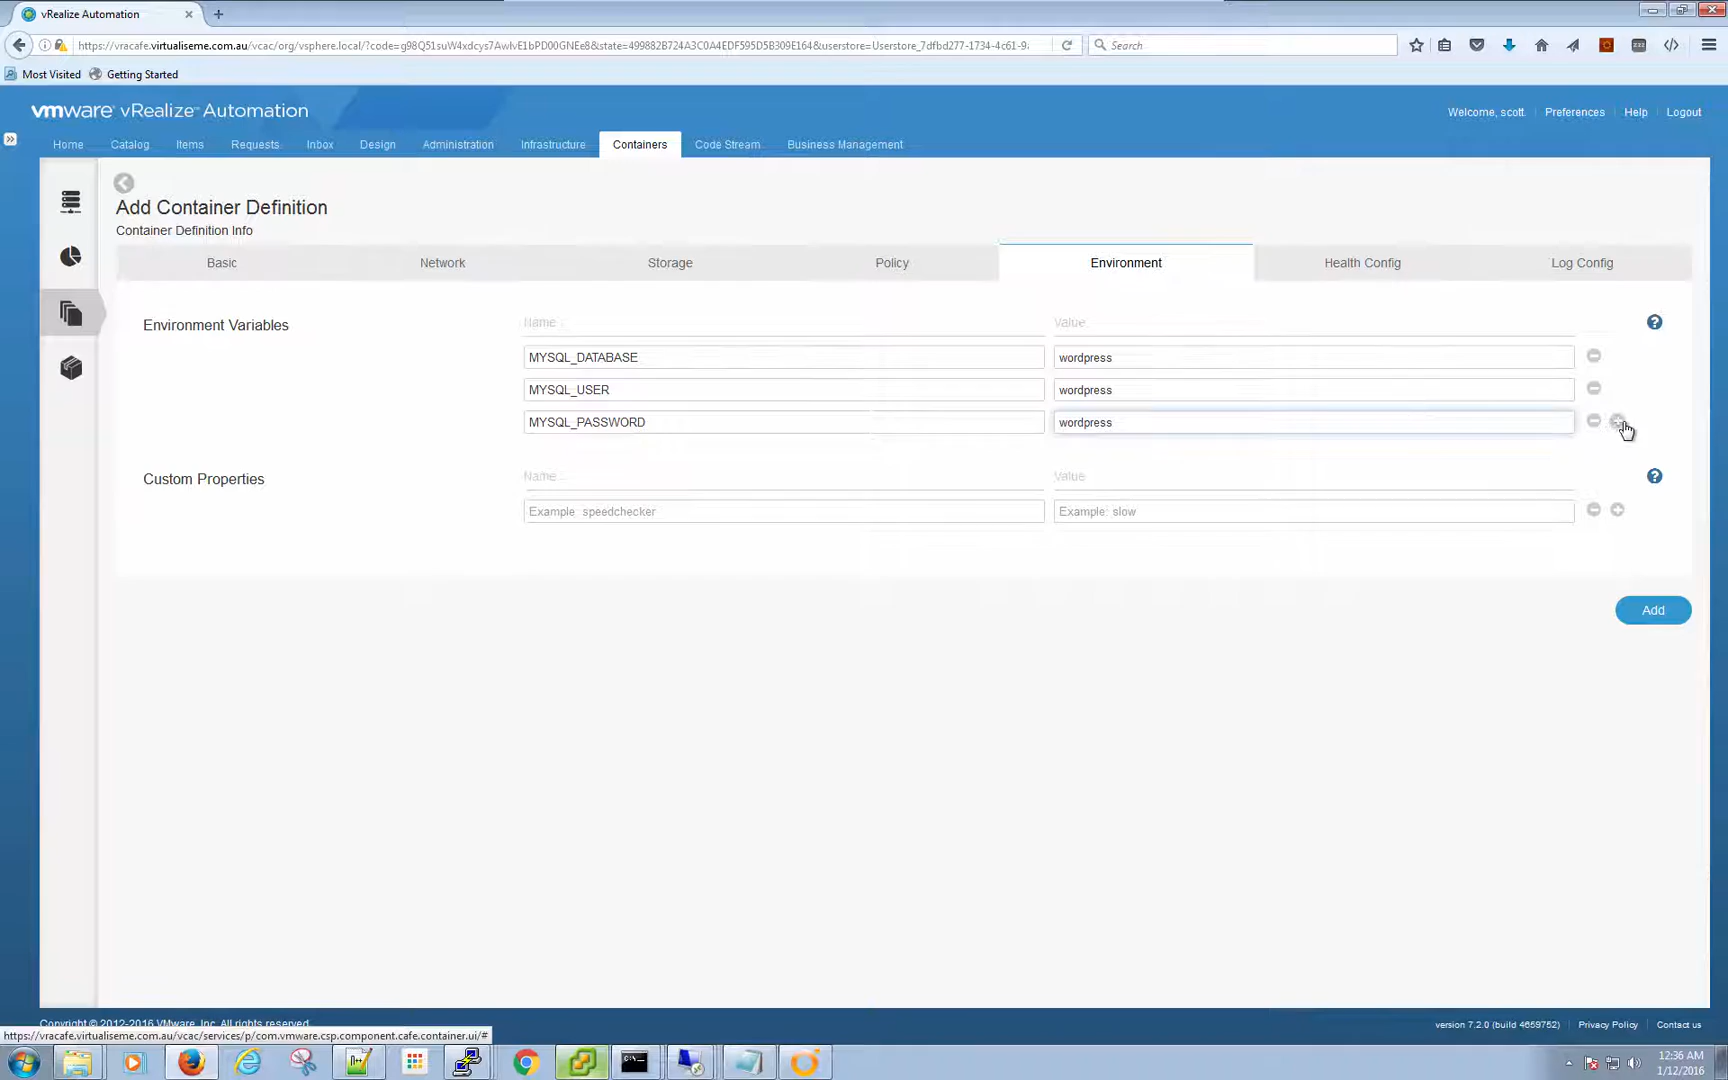 vRealize Automation
https://vracafe.virtualiseme.com.au/vcac/org/vsphere.local/?code=g98Q51suW4xdcys7AwIvE1bPD00GNEe8&state=499882B724A3C0A4EDF595D5B309E164&userstore=Userstore_7dfbd277-1734-4c61-9
Search
Most Visited
Getting Started
vmware vRealize Automation
Welcome, scott. Preferences Help Logout
Home Catalog Items Requests Inbox Design Administration Infrastructure Containers Code Stream Business Management
Add Container Definition
Container Definition Info
Basic Network Storage Policy Environment Health Config Log Config
Environment Variables
Name Value
MYSQL_DATABASE wordpress
MYSQL_USER wordpress
MYSQL_PASSWORD wordpress
Custom Properties
Name Value
Example: speedchecker Example: slow
Add
Copyright © 2012-2016 VMware, Inc. All rights reserved.
version 7.2.0 (build 4659752) Privacy Policy Contact us
https://vracafe.virtualiseme.com.au/vcac/services/p/com.vmware.csp.component.cafe.container.ui/#
12:36 AM
1/12/2016